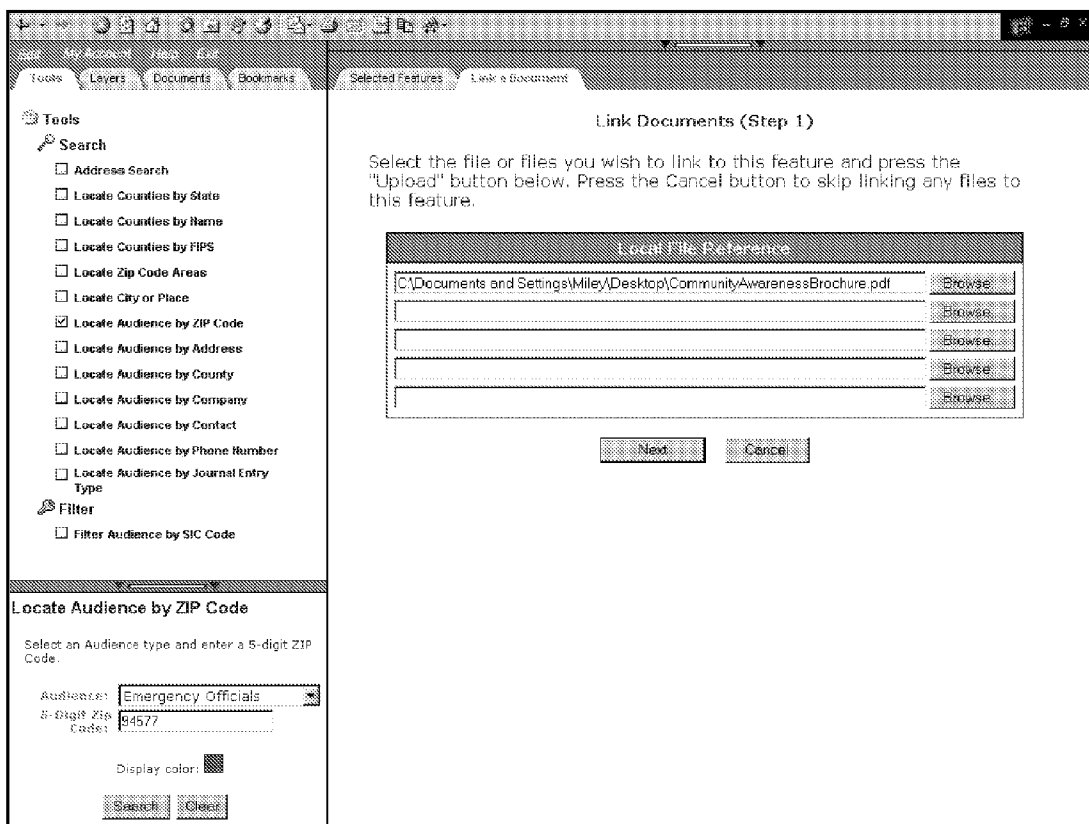 My Account Help Exit
Tools Layers Documents Bookmarks
Selected Features Link a Document
Tools
Search
Address Search
Locate Counties by State
Locate Counties by Name
Locate Counties by FIPS
Locate Zip Code Areas
Locate City or Place
Locate Audience by ZIP Code
Locate Audience by Address
Locate Audience by County
Locate Audience by Company
Locate Audience by Contact
Locate Audience by Phone Number
Locate Audience by Journal Entry
Type
Filter
Filter Audience by SIC Code
Locate Audience by ZIP Code
Select an Audience type and enter a 5-digit ZIP
Code.
Audience: Emergency Officials
5-Digit Zip
Code: 94577
Display color:
Search Clear
Link Documents (Step 1)
Select the file or files you wish to link to this feature and press the
"Upload" button below. Press the Cancel button to skip linking any files to
this feature.
Local File Reference
C:\Documents and Settings\Miley\Desktop\CommunityAwarenessBrochure.pdf Browse...
Browse...
Browse...
Browse...
Browse...
Next Cancel